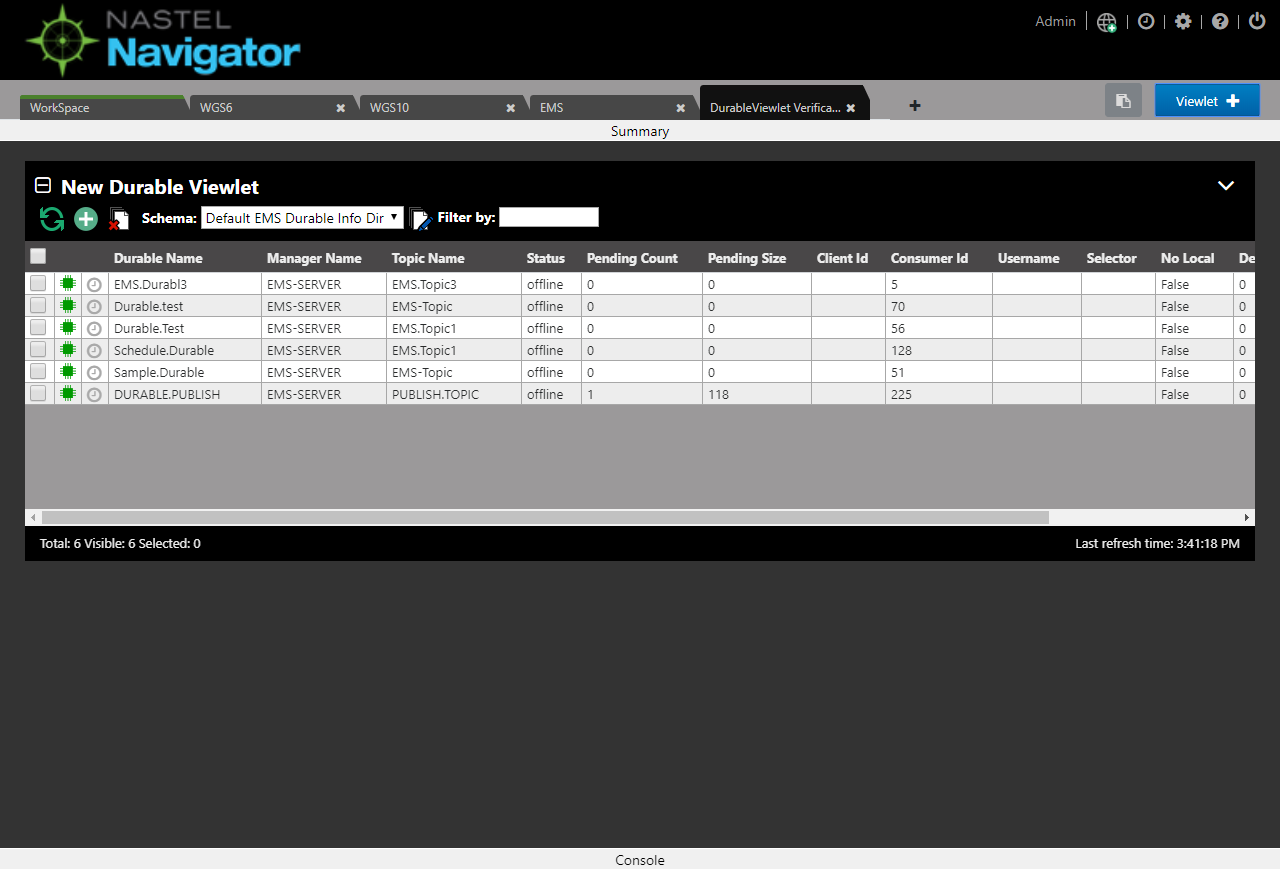 NASTEL
Navigator
Admin
WorkSpace WGS6 WGS10 EMS DurableViewlet Verifica... Viewlet
Summary
New Durable Viewlet
Schema: Default EMS Durable Info Dir Filter by:
Durable Name Manager Name Topic Name Status Pending Count Pending Size Client Id Consumer Id Username Selector No Local De
EMS.Durabl3 EMS-SERVER EMS.Topic3 offline 0 0 5 False 0
Durable.test EMS-SERVER EMS-Topic offline 0 0 70 False 0
Durable.Test EMS-SERVER EMS.Topic1 offline 0 0 56 False 0
Schedule.Durable EMS-SERVER EMS.Topic1 offline 0 0 128 False 0
Sample.Durable EMS-SERVER EMS-Topic offline 0 0 51 False 0
DURABLE.PUBLISH EMS-SERVER PUBLISH.TOPIC offline 1 118 225 False 0
Total: 6 Visible: 6 Selected: 0 Last refresh time: 3:41:18 PM
Console